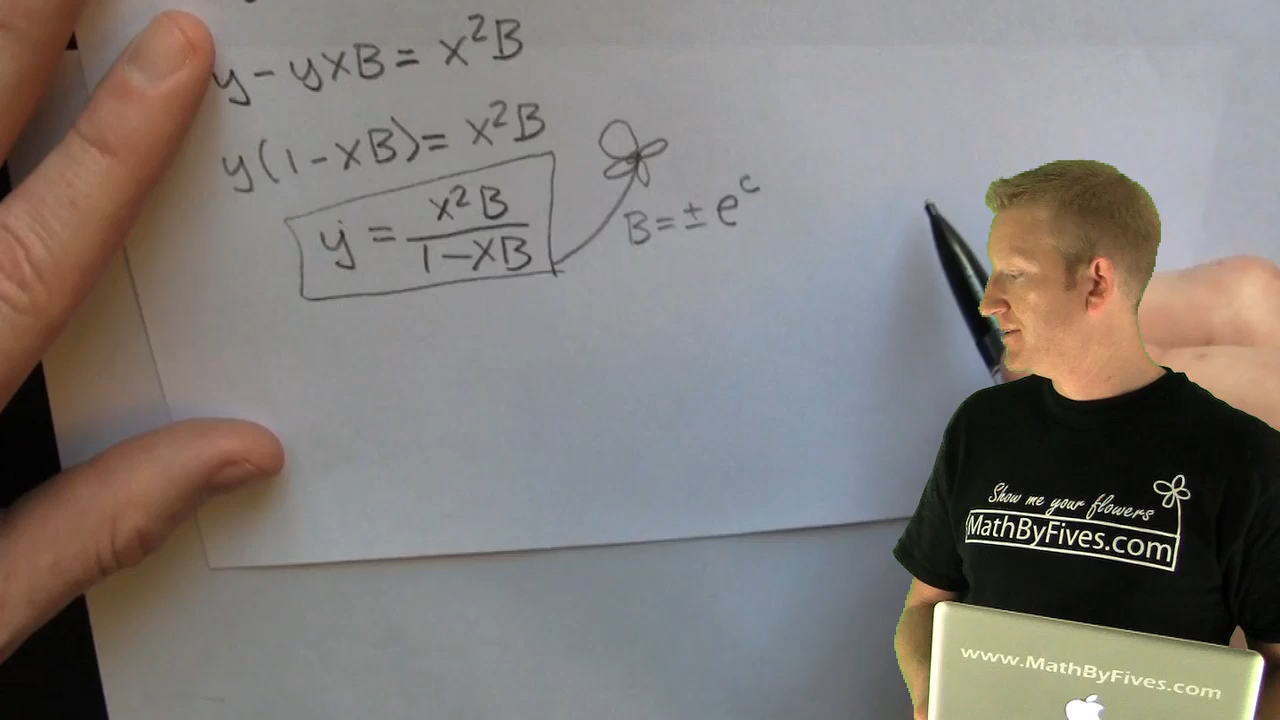 y - yxB = x²B
y(1 - xB) = x²B
y = x²B / 1 - xB
B = ± e^c
Show me your flowers
MathByFives.com
www.MathByFives.com